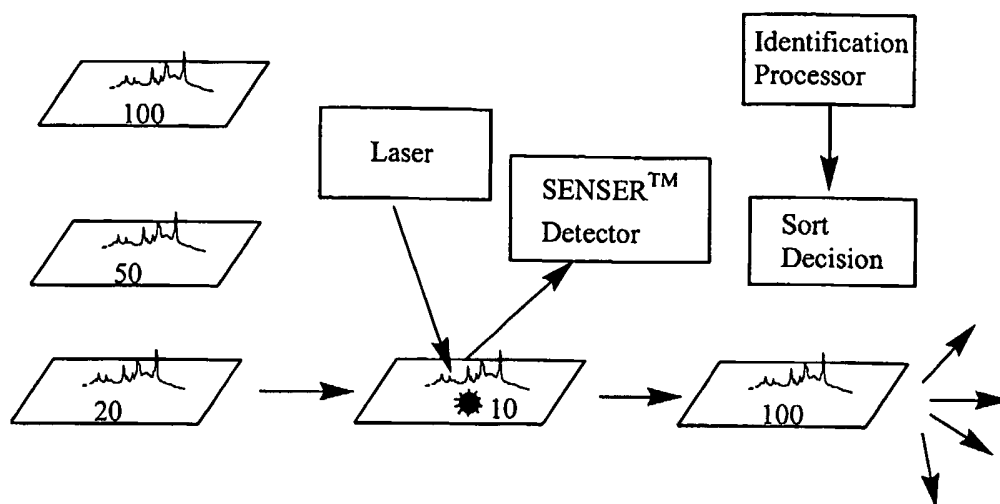 Identification
Processor
100
Laser
SENSER™
Detector
50
Sort
Decision
20
10
100